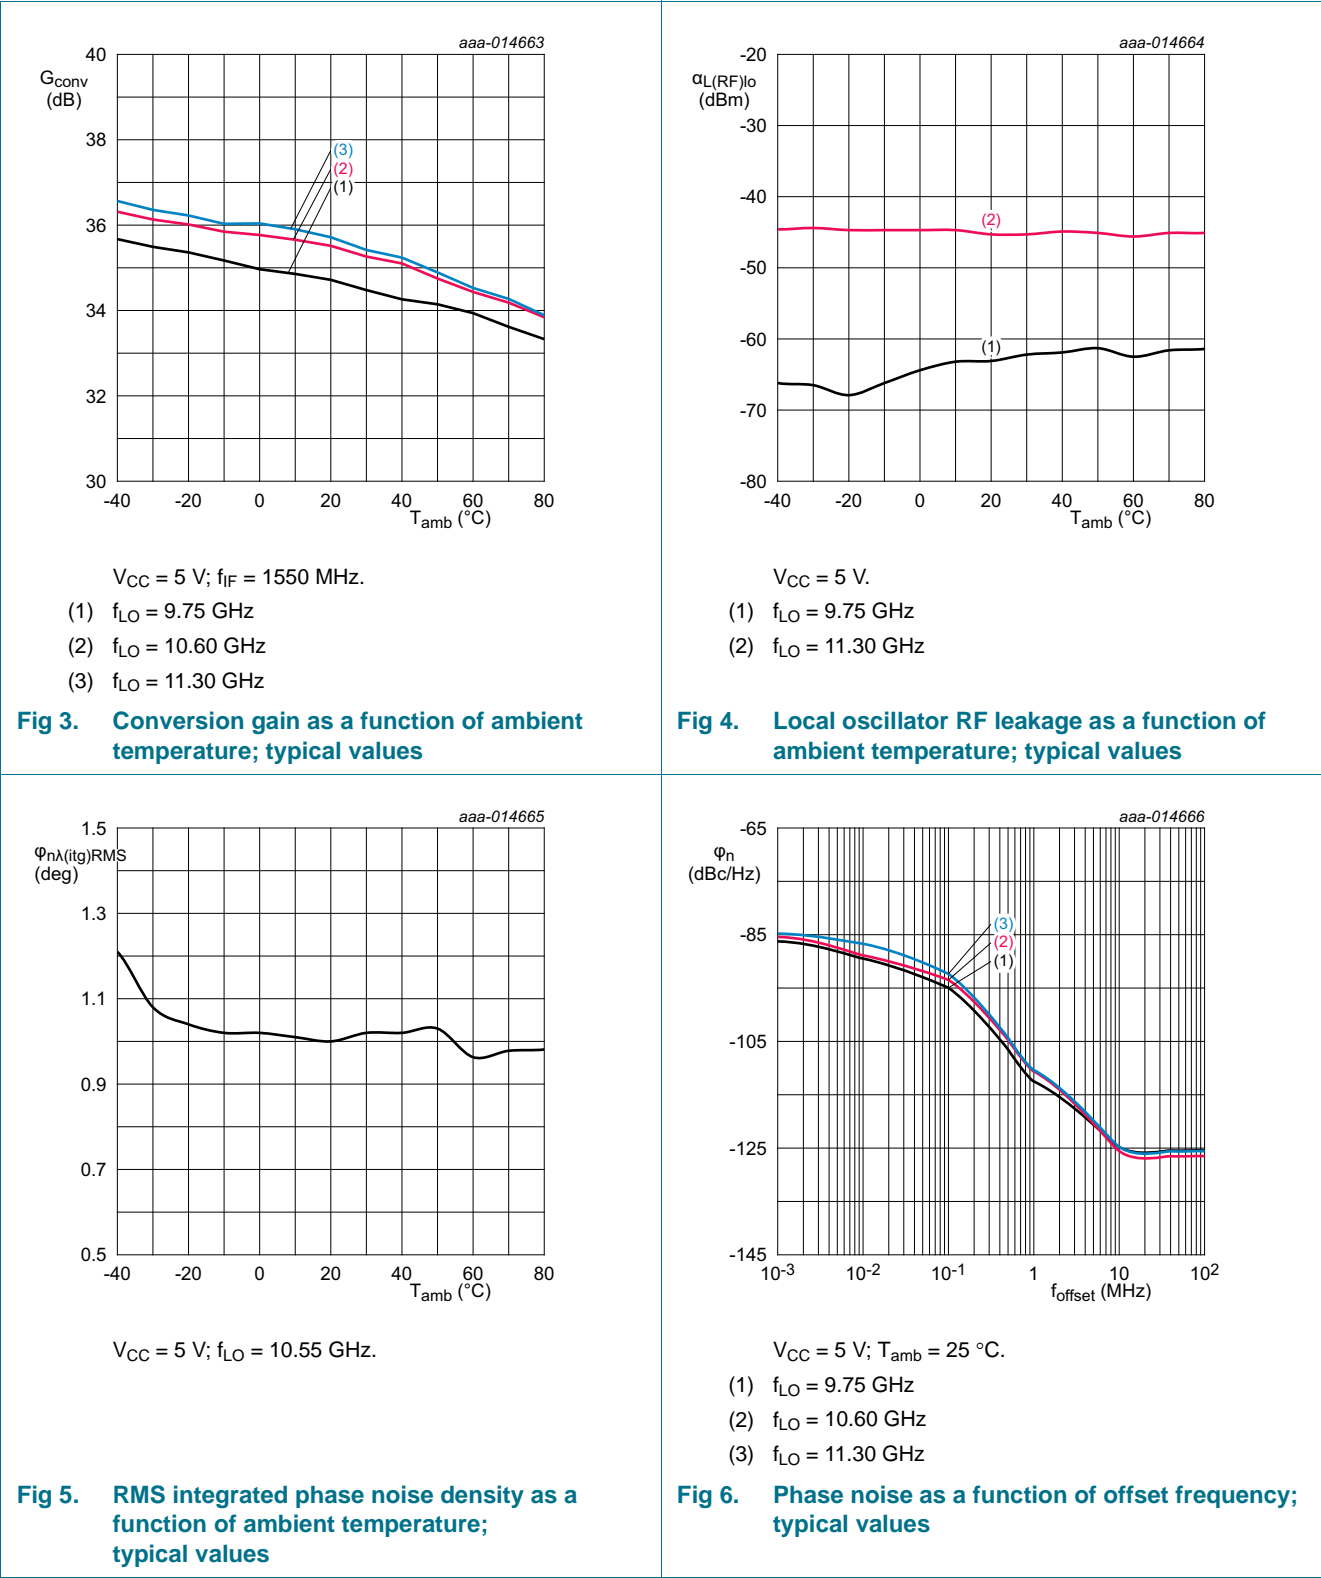 aaa-014663
40
Gconv
(dB)
38
36
34
32
30
(3)
(2)
(1)
-40 -20 0 20 40 60 80
Tamb (°C)
VCC = 5 V; fIF = 1550 MHz.
(1) fLO = 9.75 GHz
(2) fLO = 10.60 GHz
(3) fLO = 11.30 GHz
Fig 3. Conversion gain as a function of ambient
temperature; typical values
aaa-014664
-20
αL(RF)lo
(dBm)
-30
-40
-50
-60
-70
-80
(2)
(1)
-40 -20 0 20 40 60 80
Tamb (°C)
VCC = 5 V.
(1) fLO = 9.75 GHz
(2) fLO = 11.30 GHz
Fig 4. Local oscillator RF leakage as a function of
ambient temperature; typical values
aaa-014665
1.5
φnλ(itg)RMS
(deg)
1.3
1.1
0.9
0.7
0.5
-40 -20 0 20 40 60 80
Tamb (°C)
VCC = 5 V; fLO = 10.55 GHz.
Fig 5. RMS integrated phase noise density as a
function of ambient temperature;
typical values
aaa-014666
-65
φn
(dBc/Hz)
-85
-105
-125
-145
(3)
(2)
(1)
10-3 10-2 10-1 1 10 102
foffset (MHz)
VCC = 5 V; Tamb = 25 °C.
(1) fLO = 9.75 GHz
(2) fLO = 10.60 GHz
(3) fLO = 11.30 GHz
Fig 6. Phase noise as a function of offset frequency;
typical values